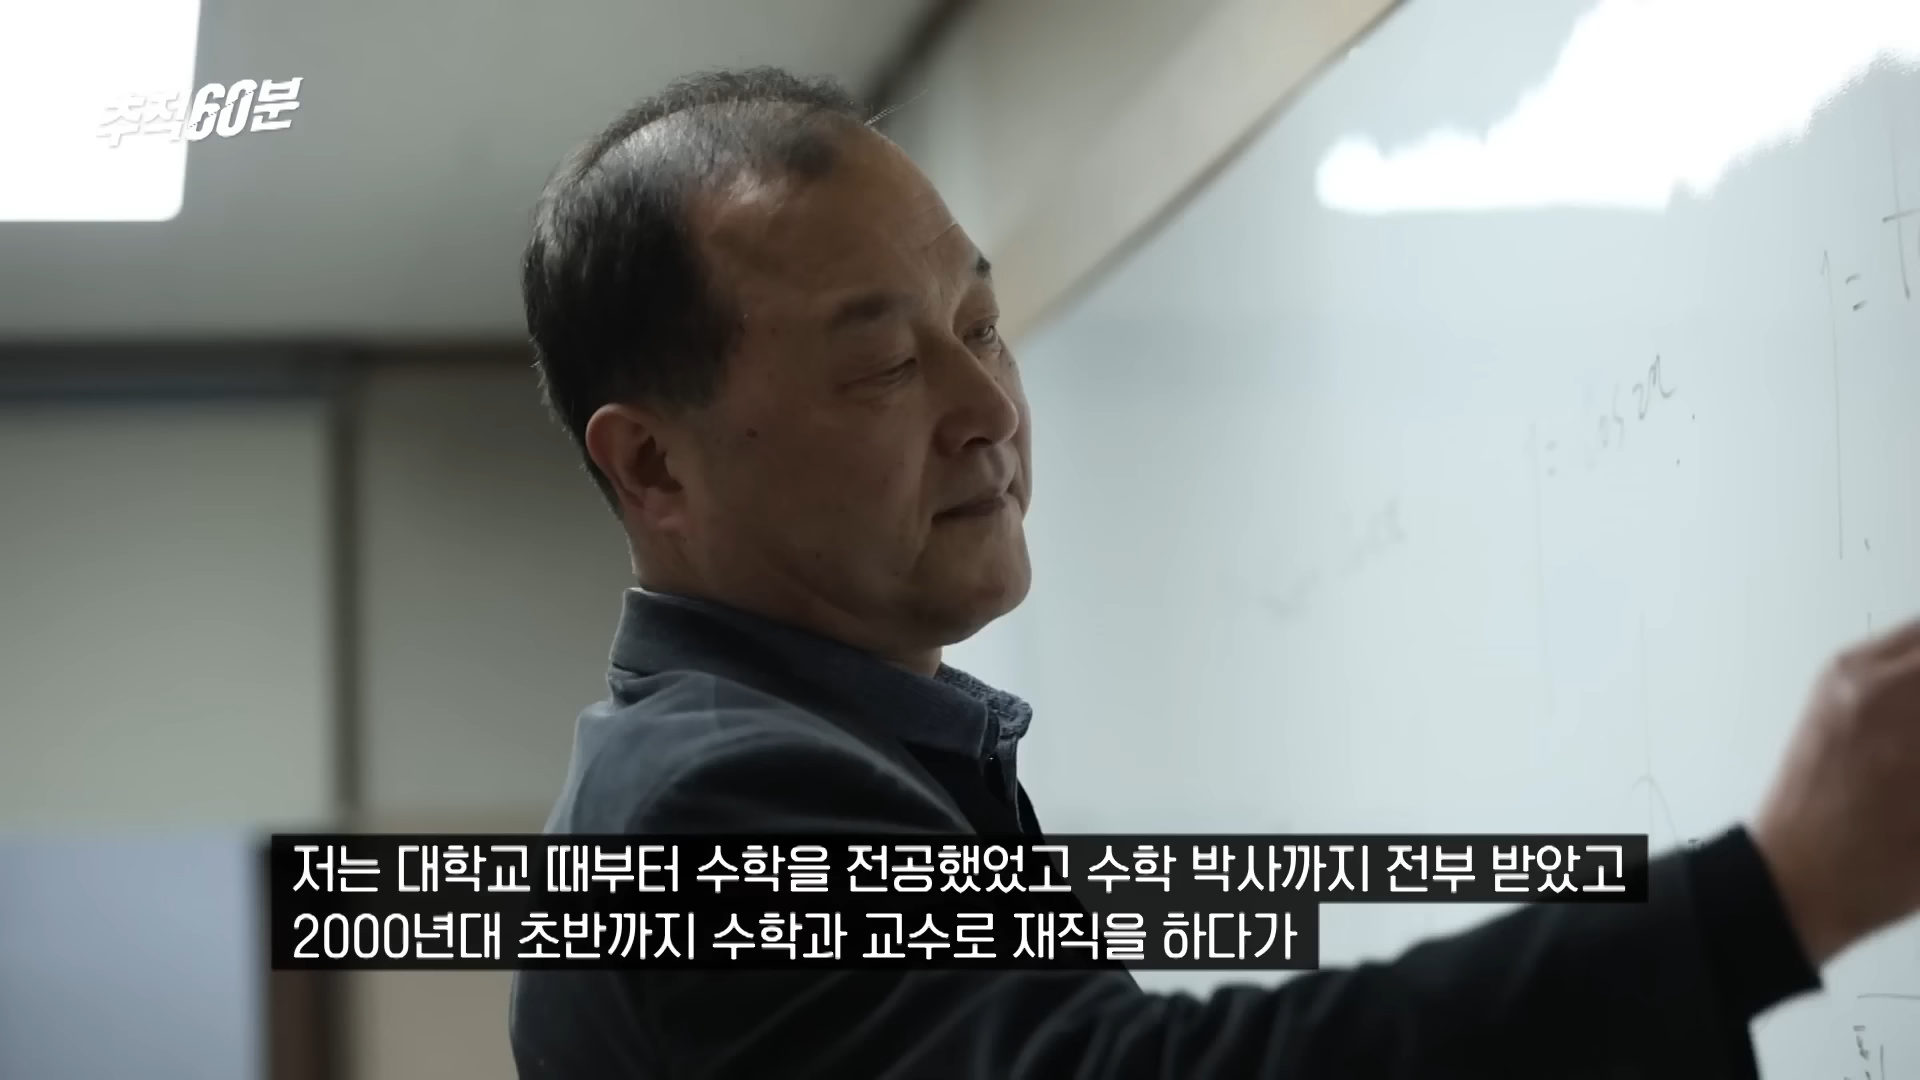 추적60분
저는 대학교 때부터 수학을 전공했었고 수학 박사까지 전부 받았고
2000년대 초반까지 수학과 교수로 재직을 하다가